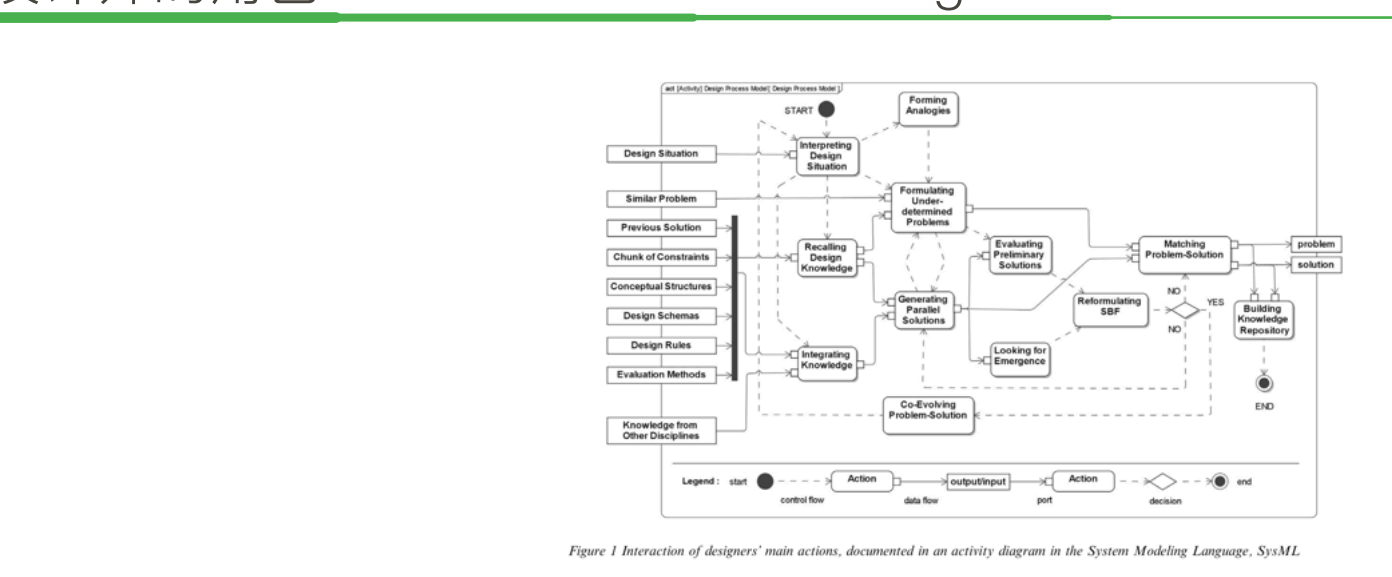 act [Activity] Design Process Model[ Design Process Model ]
START
Forming
Analogies
Design Situation
Interpreting
Design
Situation
Similar Problem
Formulating
Under-
determined
Problems
Previous Solution
Chunk of Constraints
Conceptual Structures
Design Schemas
Design Rules
Evaluation Methods
Knowledge from
Other Disciplines
Recalling
Design
Knowledge
Evaluating
Preliminary
Solutions
Matching
Problem-Solution
problem
solution
Generating
Parallel
Solutions
Reformulating
SBF
NO
YES
NO
Building
Knowledge
Repository
Integrating
Knowledge
Looking for
Emergence
END
Co-Evolving
Problem-Solution
Legend : start
Action
output/input
Action
end
control flow
data flow
port
decision
Figure 1 Interaction of designers' main actions, documented in an activity diagram in the System Modeling Language, SysML